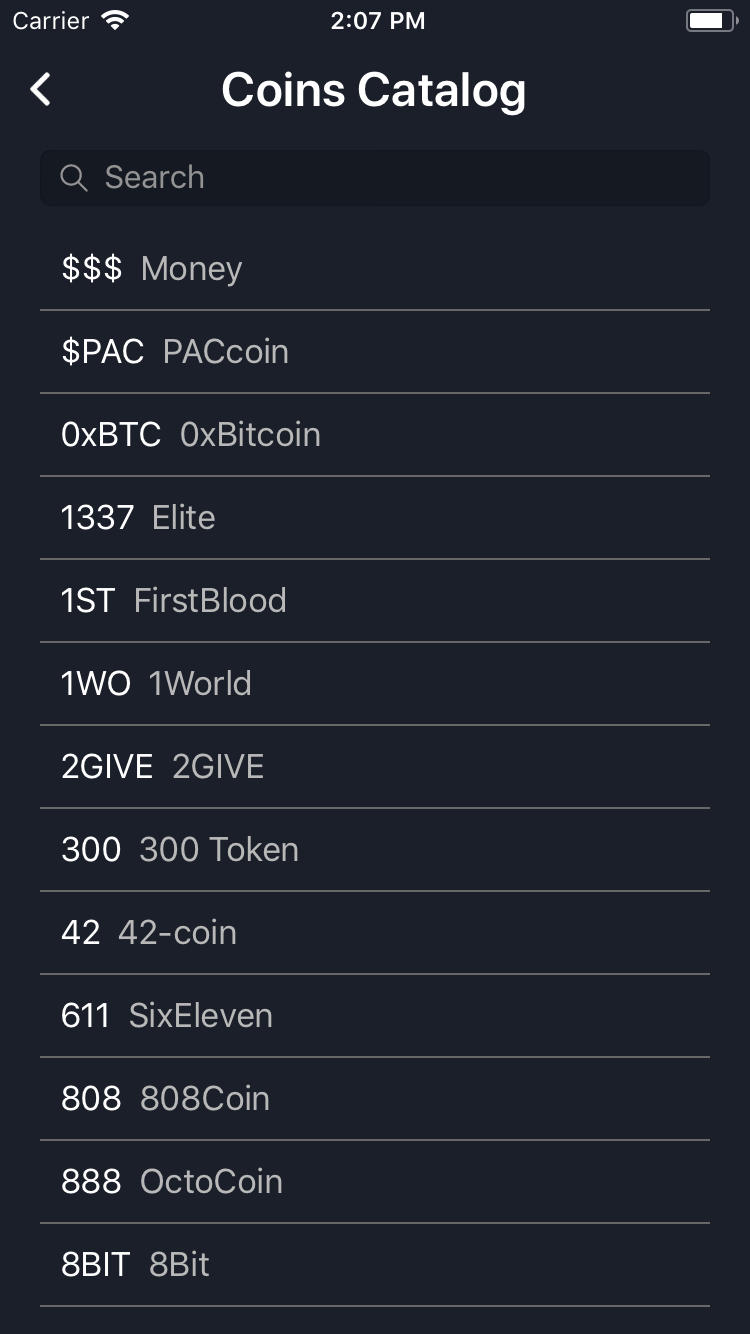 Carrier 2:07 PM
Coins Catalog
Search
$$$ Money
$PAC PACcoin
0xBTC 0xBitcoin
1337 Elite
1ST FirstBlood
1WO 1World
2GIVE 2GIVE
300 300 Token
42 42-coin
611 SixEleven
808 808Coin
888 OctoCoin
8BIT 8Bit